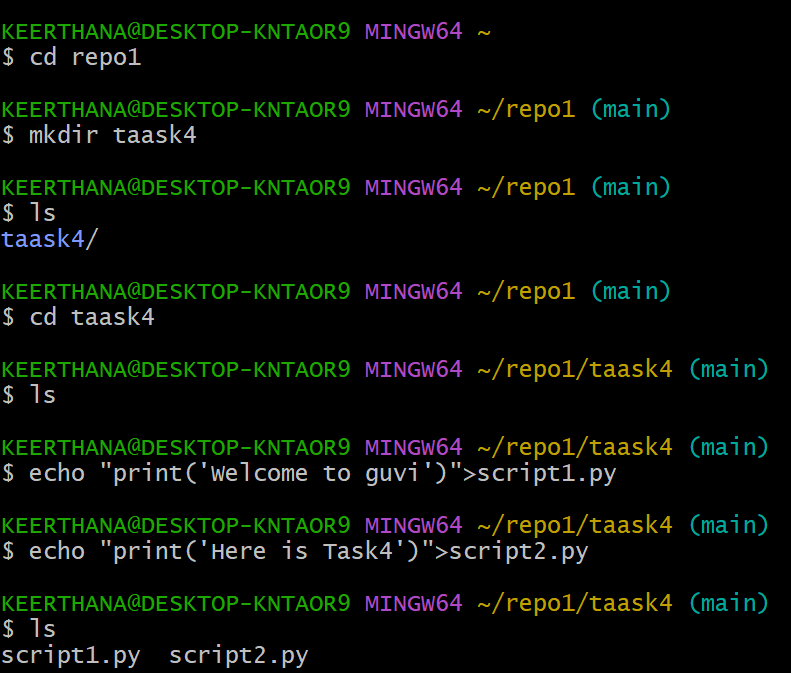 KEERTHANA@DESKTOP-KNTAOR9 MINGW64 ~
$ cd repo1
KEERTHANA@DESKTOP-KNTAOR9 MINGW64 ~/repo1 (main)
$ mkdir taask4
KEERTHANA@DESKTOP-KNTAOR9 MINGW64 ~/repo1 (main)
$ ls
taask4/
KEERTHANA@DESKTOP-KNTAOR9 MINGW64 ~/repo1 (main)
$ cd taask4
KEERTHANA@DESKTOP-KNTAOR9 MINGW64 ~/repo1/taask4 (main)
$ ls
KEERTHANA@DESKTOP-KNTAOR9 MINGW64 ~/repo1/taask4 (main)
$ echo "print('Welcome to guvi')">script1.py
KEERTHANA@DESKTOP-KNTAOR9 MINGW64 ~/repo1/taask4 (main)
$ echo "print('Here is Task4')">script2.py
KEERTHANA@DESKTOP-KNTAOR9 MINGW64 ~/repo1/taask4 (main)
$ ls
script1.py  script2.py